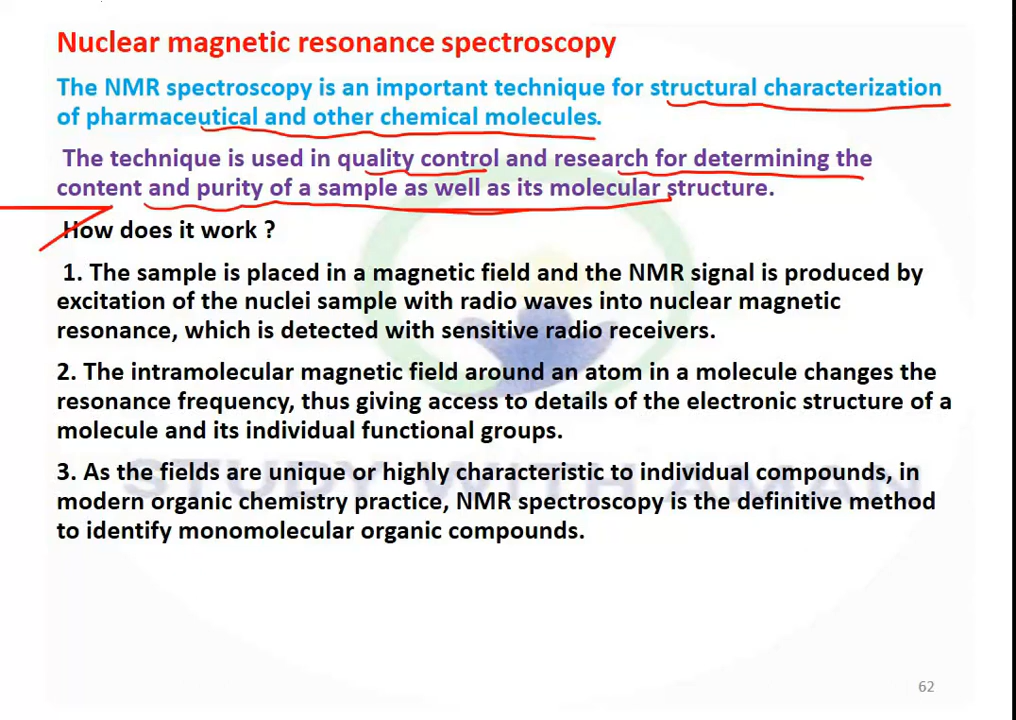 Nuclear magnetic resonance spectroscopy
The NMR spectroscopy is an important technique for structural characterization
of pharmaceutical and other chemical molecules.
The technique is used in quality control and research for determining the
content and purity of a sample as well as its molecular structure.
How does it work ?
1. The sample is placed in a magnetic field and the NMR signal is produced by
excitation of the nuclei sample with radio waves into nuclear magnetic
resonance, which is detected with sensitive radio receivers.
2. The intramolecular magnetic field around an atom in a molecule changes the
resonance frequency, thus giving access to details of the electronic structure of a
molecule and its individual functional groups.
3. As the fields are unique or highly characteristic to individual compounds, in
STUDY WITH AMAN
modern organic chemistry practice, NMR spectroscopy is the definitive method
to identify monomolecular organic compounds.
62